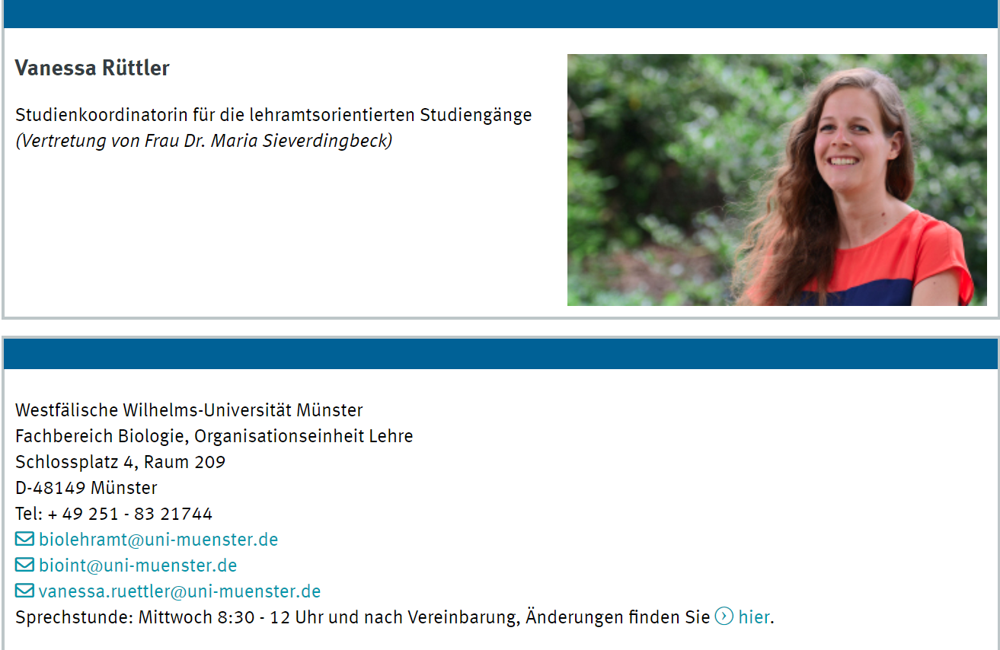 Vanessa Rüttler
Studienkoordinatorin für die lehramtsorientierten Studiengänge
(Vertretung von Frau Dr. Maria Sieverdingbeck)
Westfälische Wilhelms-Universität Münster
Fachbereich Biologie, Organisationseinheit Lehre
Schlossplatz 4, Raum 209
D-48149 Münster
Tel: + 49 251 - 83 21744
biolehramt@uni-muenster.de
bioint@uni-muenster.de
vanessa.ruettler@uni-muenster.de
Sprechstunde: Mittwoch 8:30 - 12 Uhr und nach Vereinbarung, Änderungen finden Sie hier.